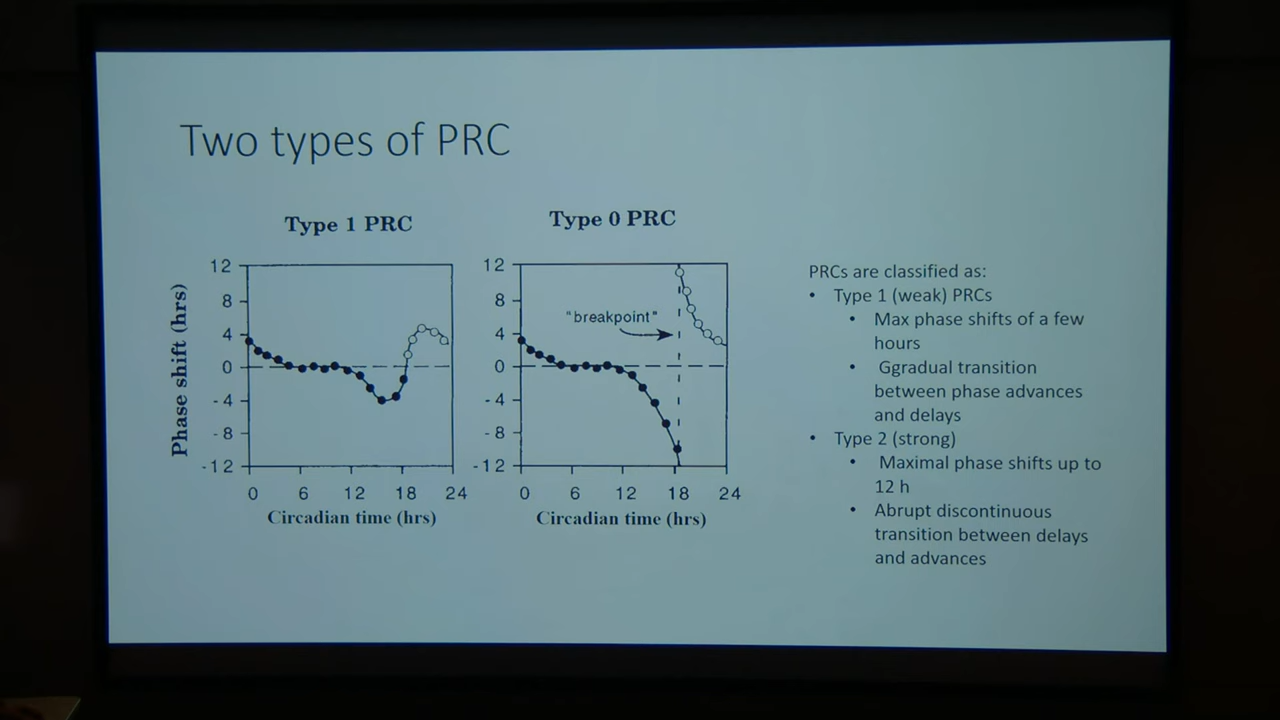 Two types of PRC
Type 1 PRC
Phase shift (hrs)
12
8
4
0
- 4
- 8
- 12
0 6 12 18 24
Circadian time (hrs)
Type 0 PRC
12
8
4
0
- 4
- 8
- 12
"breakpoint"
0 6 12 18 24
Circadian time (hrs)
PRCs are classified as:
• Type 1 (weak) PRCs
• Max phase shifts of a few
hours
• Ggradual transition
between phase advances
and delays
• Type 2 (strong)
• Maximal phase shifts up to
12 h
• Abrupt discontinuous
transition between delays
and advances